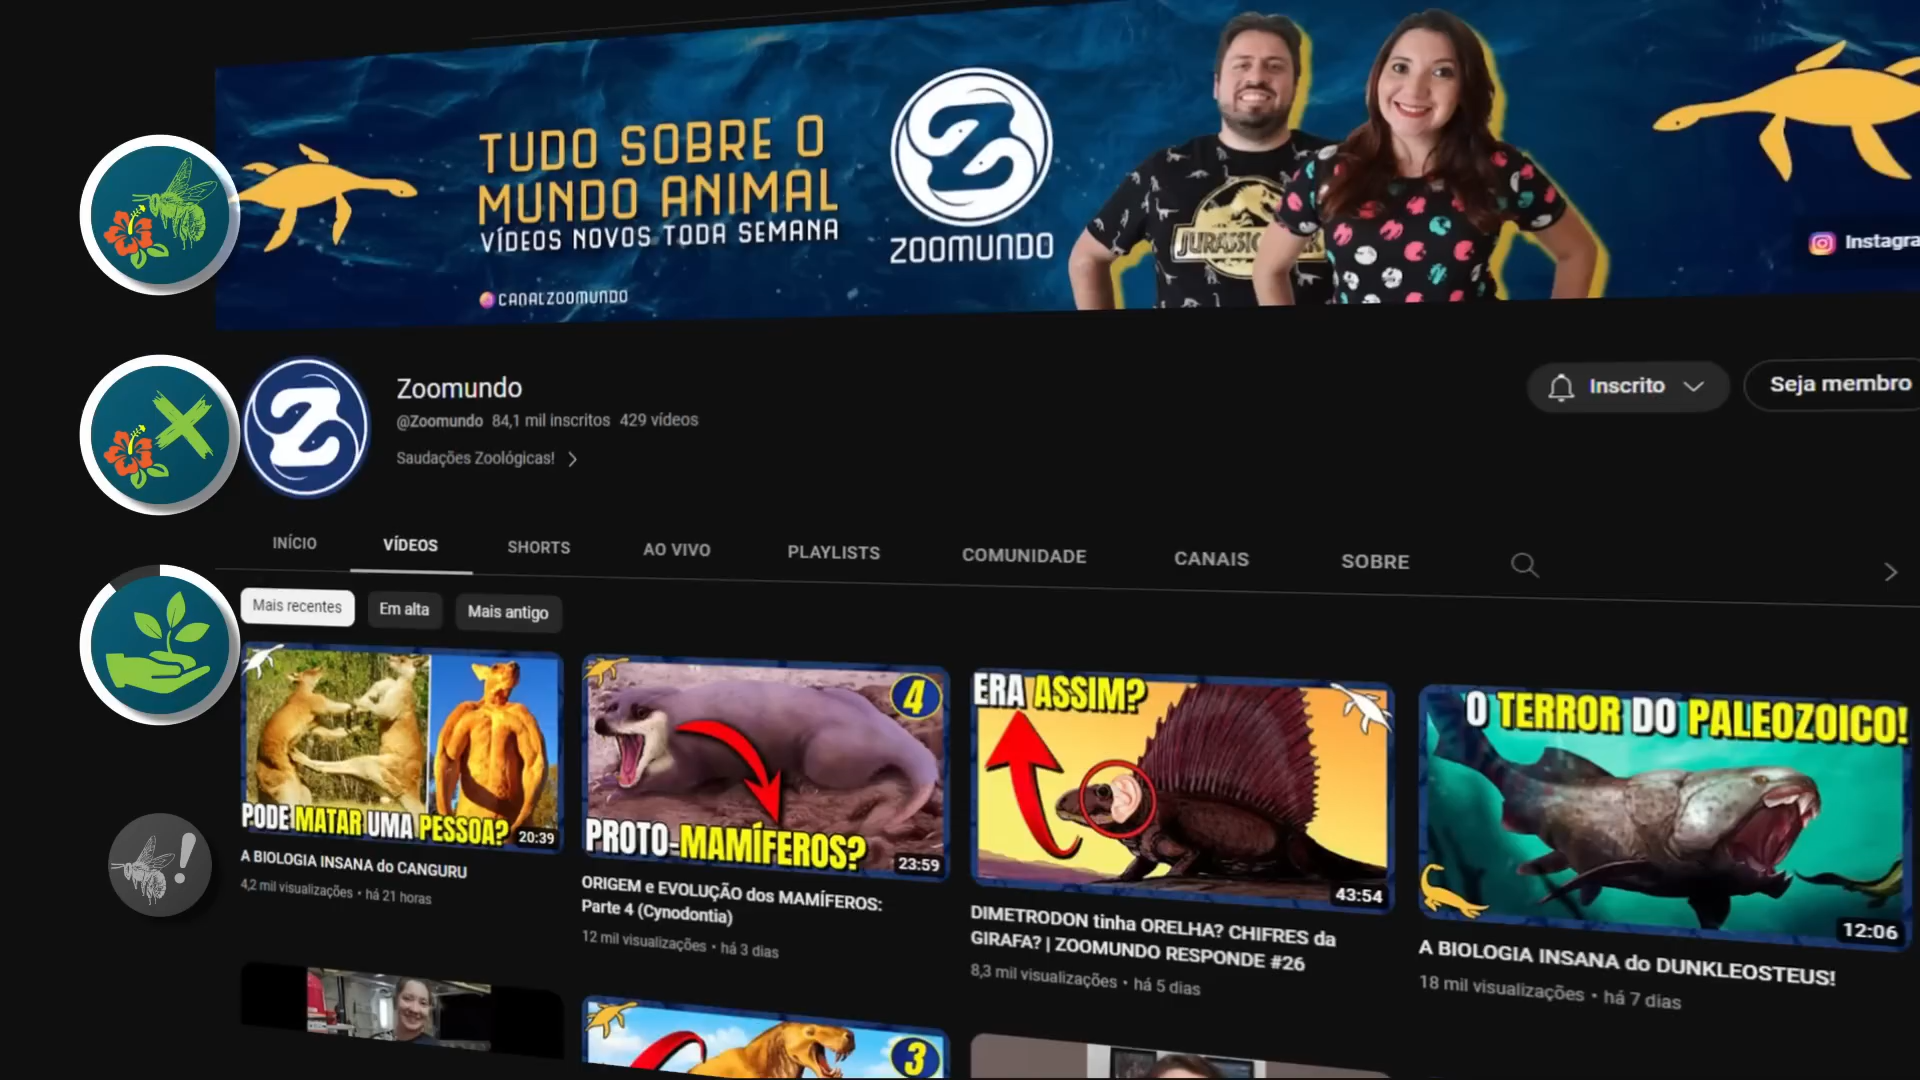 TUDO SOBRE O
MUNDO ANIMAL
VÍDEOS NOVOS TODA SEMANA
CANALZOOMUNDO
ZOOMUNDO
JURASSIC
Instagra
Zoomundo
@Zoomundo 84,1 mil inscritos 429 vídeos
Saudações Zoológicas!
Inscrito
Seja membro
INÍCIO VÍDEOS SHORTS AO VIVO PLAYLISTS COMUNIDADE CANAIS SOBRE
Mais recentes Em alta Mais antigo
PODE MATAR UMA PESSOA?
20:39
A BIOLOGIA INSANA do CANGURU
4,2 mil visualizações • há 21 horas
4
PROTO-MAMÍFEROS?
23:59
ORIGEM e EVOLUÇÃO dos MAMÍFEROS:
Parte 4 (Cynodontia)
12 mil visualizações • há 3 dias
ERA ASSIM?
43:54
DIMETRODON tinha ORELHA? CHIFRES da
GIRAFA? | ZOOMUNDO RESPONDE #26
8,3 mil visualizações • há 5 dias
O TERROR DO PALEOZOICO!
12:06
A BIOLOGIA INSANA do DUNKLEOSTEUS!
18 mil visualizações • há 7 dias
3